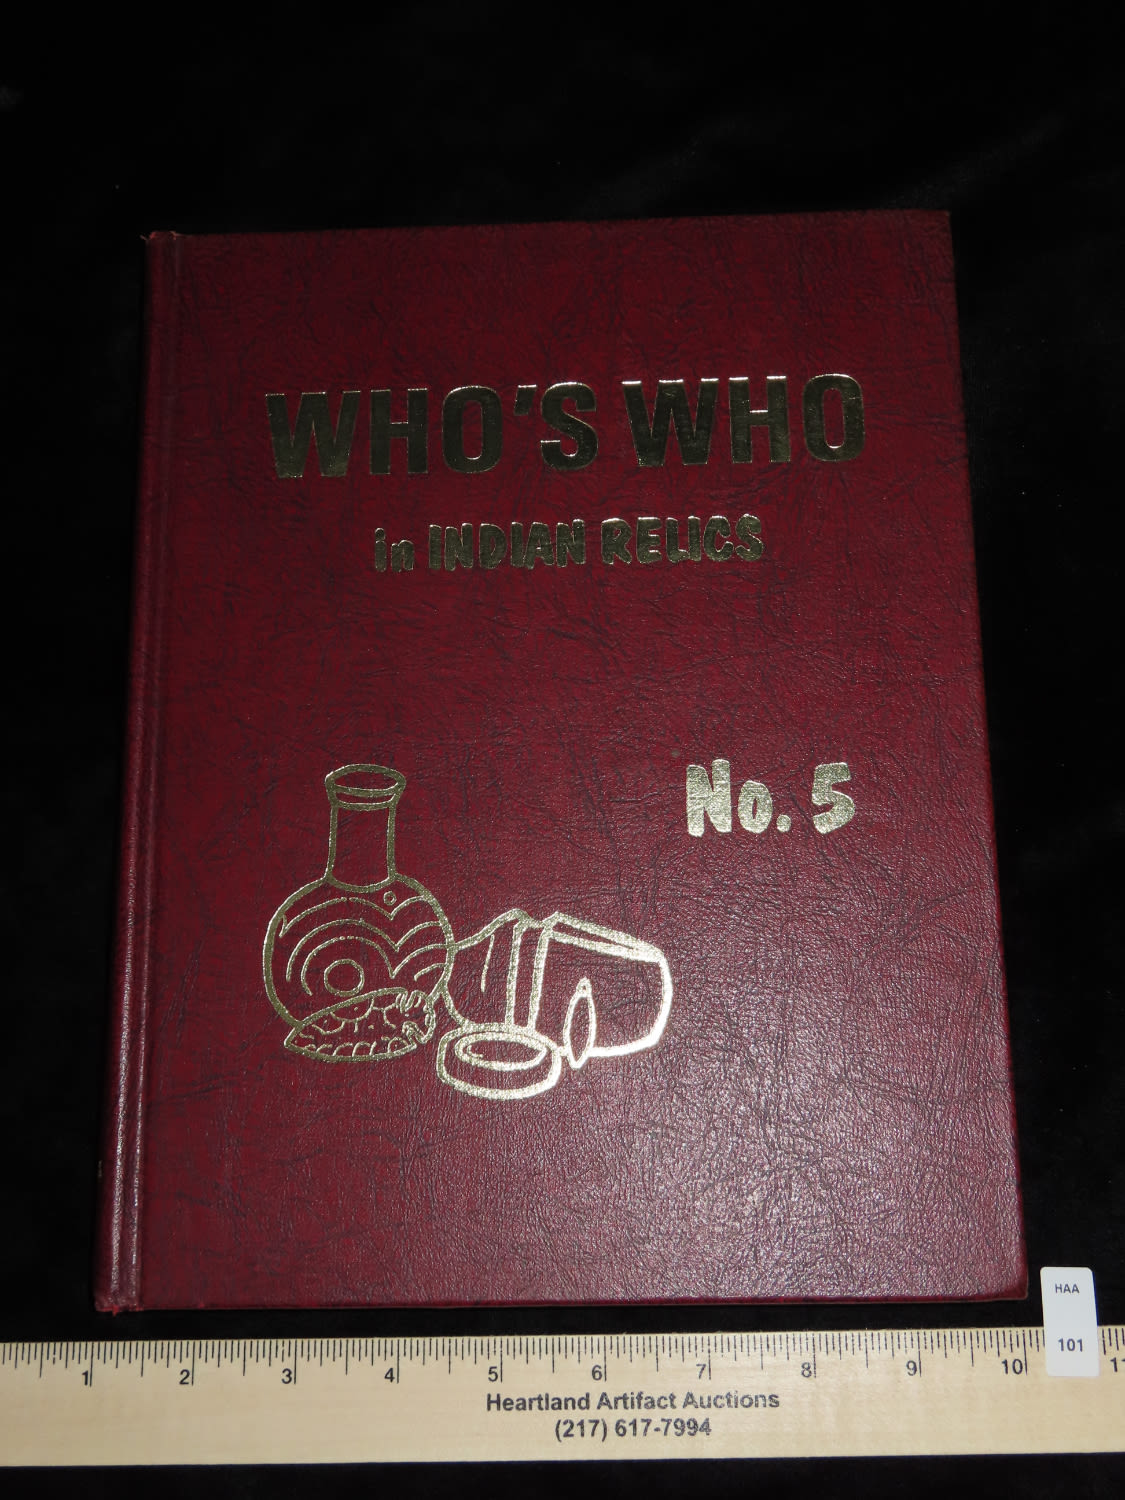 WHO'S WHO
in INDIAN RELICS
No. 5
HAA
101
1 2 3 4 5 6 7 8 9 10 11
Heartland Artifact Auctions
(217) 617-7994